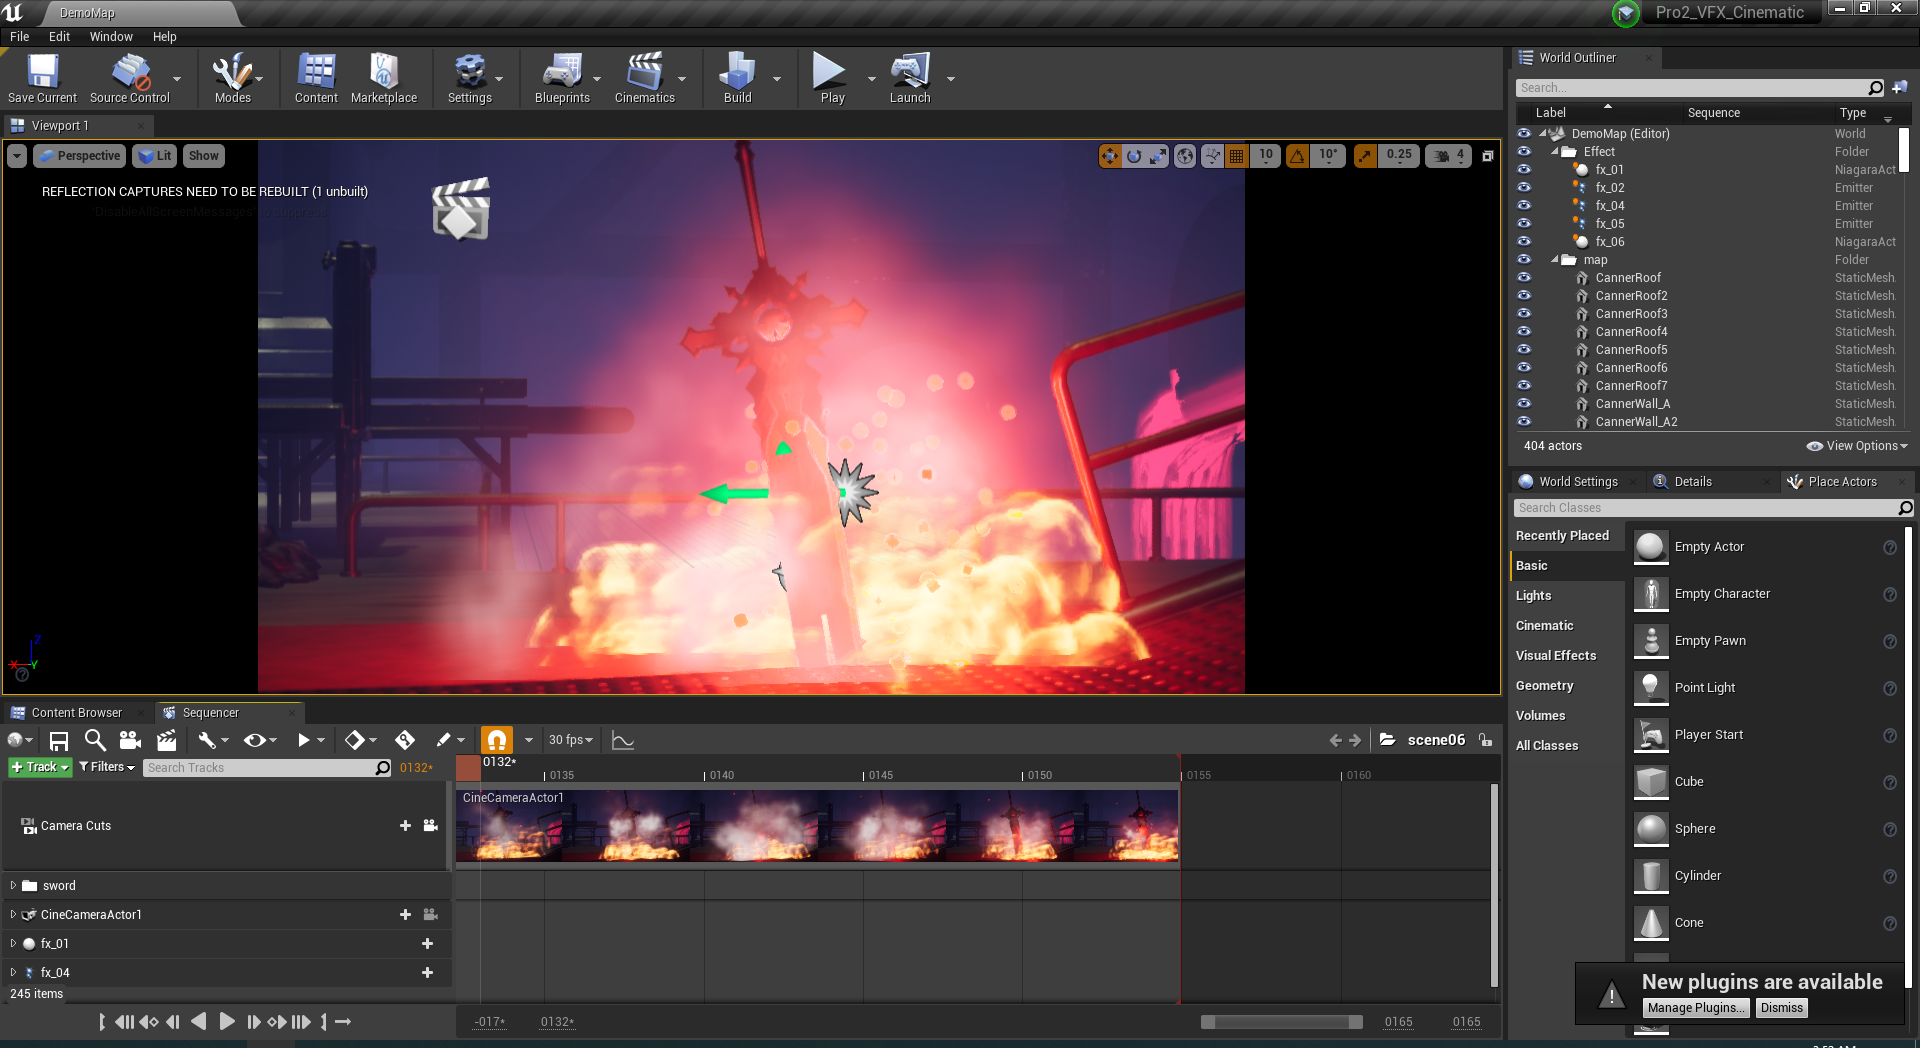 DemoMap
Pro2_VFX_Cinematic
File Edit Window Help
Save Current Source Control Modes Content Marketplace Settings Blueprints Cinematics Build Play Launch
Viewport 1
Perspective Lit Show
10 10° 0.25 4
REFLECTION CAPTURES NEED TO BE REBUILT (1 unbuilt)
World Outliner
Search...
Label Sequence Type
DemoMap (Editor) World
Effect Folder
fx_01 NiagaraAct
fx_02 Emitter
fx_04 Emitter
fx_05 Emitter
fx_06 NiagaraAct
map Folder
CannerRoof StaticMesh
CannerRoof2 StaticMesh
CannerRoof3 StaticMesh
CannerRoof4 StaticMesh
CannerRoof5 StaticMesh
CannerRoof6 StaticMesh
CannerRoof7 StaticMesh
CannerWall_A StaticMesh
CannerWall_A2 StaticMesh
404 actors View Options
World Settings Details Place Actors
Search Classes
Recently Placed
Basic
Lights
Cinematic
Visual Effects
Geometry
Volumes
All Classes
Empty Actor
Empty Character
Empty Pawn
Point Light
Player Start
Cube
Sphere
Cylinder
Cone
New plugins are available
Manage Plugins... Dismiss
Z
X Y
Content Browser Sequencer
30 fps scene06
+ Track Filters Search Tracks 0132*
0132*
0135 0140 0145 0150 0155 0160
CineCameraActor1
Camera Cuts
sword
CineCameraActor1
fx_01
fx_04
245 items
-017* 0132* 0165 0165